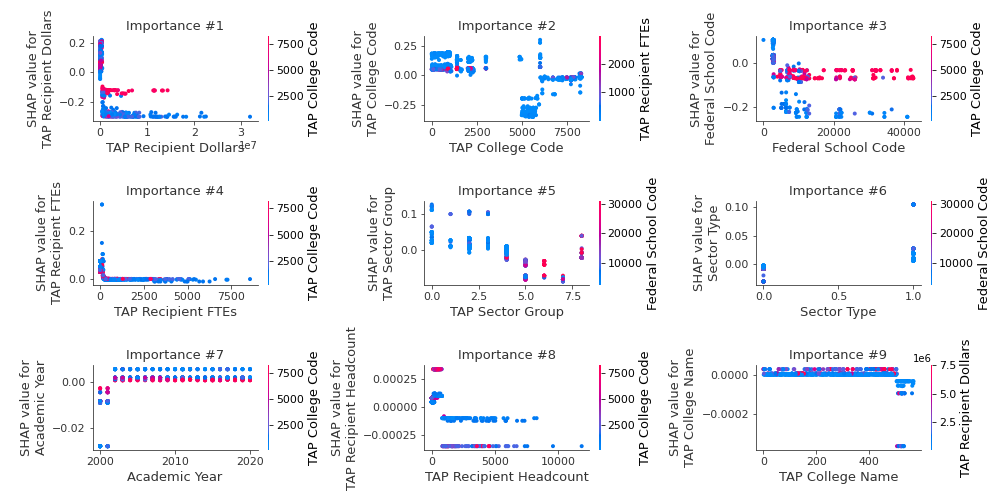 Importance #1
SHAP value for
TAP Recipient Dollars
0.2
0.0
−0.2
0
1
2
3
1e7
TAP Recipient Dollars
7500
5000
2500
TAP College Code
Importance #2
SHAP value for
TAP College Code
0.25
0.00
−0.25
0
2500
5000
7500
TAP College Code
2000
1000
TAP Recipient FTEs
Importance #3
SHAP value for
Federal School Code
0.0
−0.2
0
20000
40000
Federal School Code
7500
5000
2500
TAP College Code
Importance #4
SHAP value for
TAP Recipient FTEs
0.2
0.0
0
2500
5000
7500
TAP Recipient FTEs
7500
5000
2500
TAP College Code
Importance #5
SHAP value for
TAP Sector Group
0.1
0.0
0.0
2.5
5.0
7.5
TAP Sector Group
30000
20000
10000
Federal School Code
Importance #6
SHAP value for
Sector Type
0.10
0.05
0.00
0.0
0.5
1.0
Sector Type
30000
20000
10000
Federal School Code
Importance #7
SHAP value for
Academic Year
0.00
−0.02
2000
2010
2020
Academic Year
7500
5000
2500
TAP College Code
Importance #8
SHAP value for
TAP Recipient Headcount
0.00025
0.00000
−0.00025
0
5000
10000
TAP Recipient Headcount
7500
5000
2500
TAP College Code
Importance #9
SHAP value for
TAP College Name
0.0000
−0.0002
0
200
400
TAP College Name
1e6
7.5
5.0
2.5
TAP Recipient Dollars